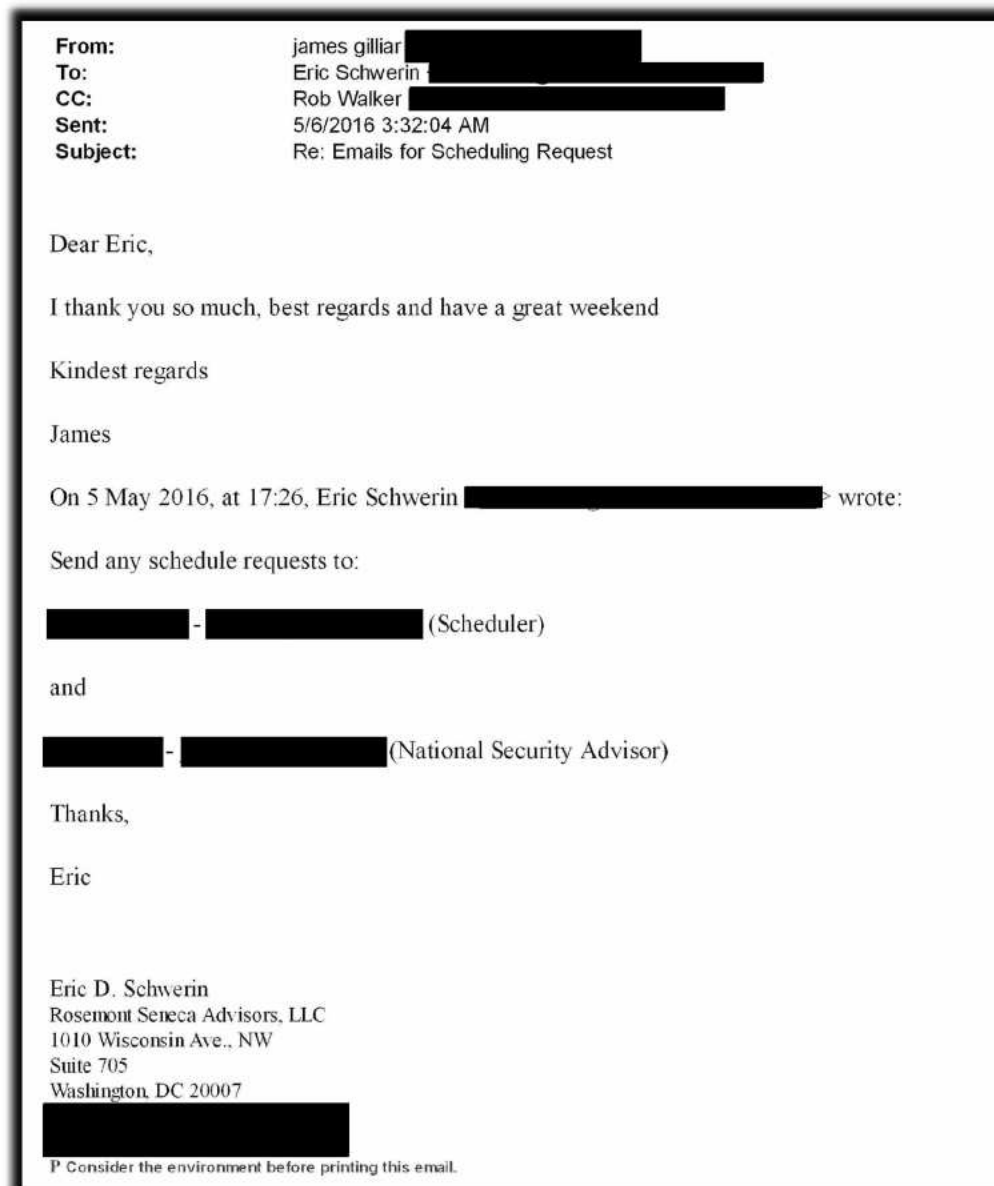 From: james gilliar
To: Eric Schwerin
CC: Rob Walker
Sent: 5/6/2016 3:32:04 AM
Subject: Re: Emails for Scheduling Request
Dear Eric,
I thank you so much, best regards and have a great weekend
Kindest regards
James
On 5 May 2016, at 17:26, Eric Schwerin > wrote:
Send any schedule requests to:
- (Scheduler)
and
- (National Security Advisor)
Thanks,
Eric
Eric D. Schwerin
Rosemont Seneca Advisors, LLC
1010 Wisconsin Ave., NW
Suite 705
Washington, DC 20007
P Consider the environment before printing this email.